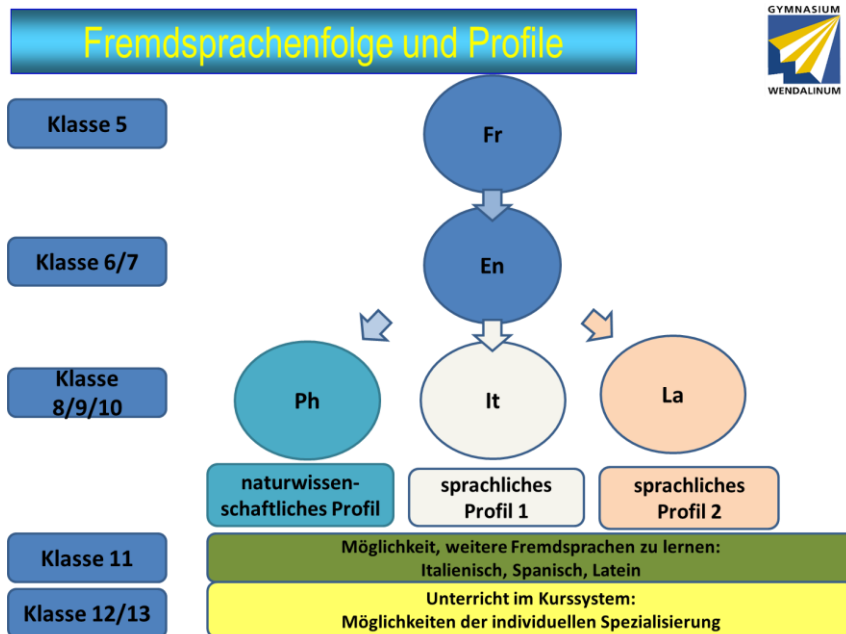 Fremdsprachenfolge und Profile
GYMNASIUM
WENDALINUM
Klasse 5
Fr
Klasse 6/7
En
Klasse
8/9/10
Ph
It
La
naturwissen-
schaftliches Profil
sprachliches
Profil 1
sprachliches
Profil 2
Klasse 11
Möglichkeit, weitere Fremdsprachen zu lernen:
Italienisch, Spanisch, Latein
Klasse 12/13
Unterricht im Kurssystem:
Möglichkeiten der individuellen Spezialisierung